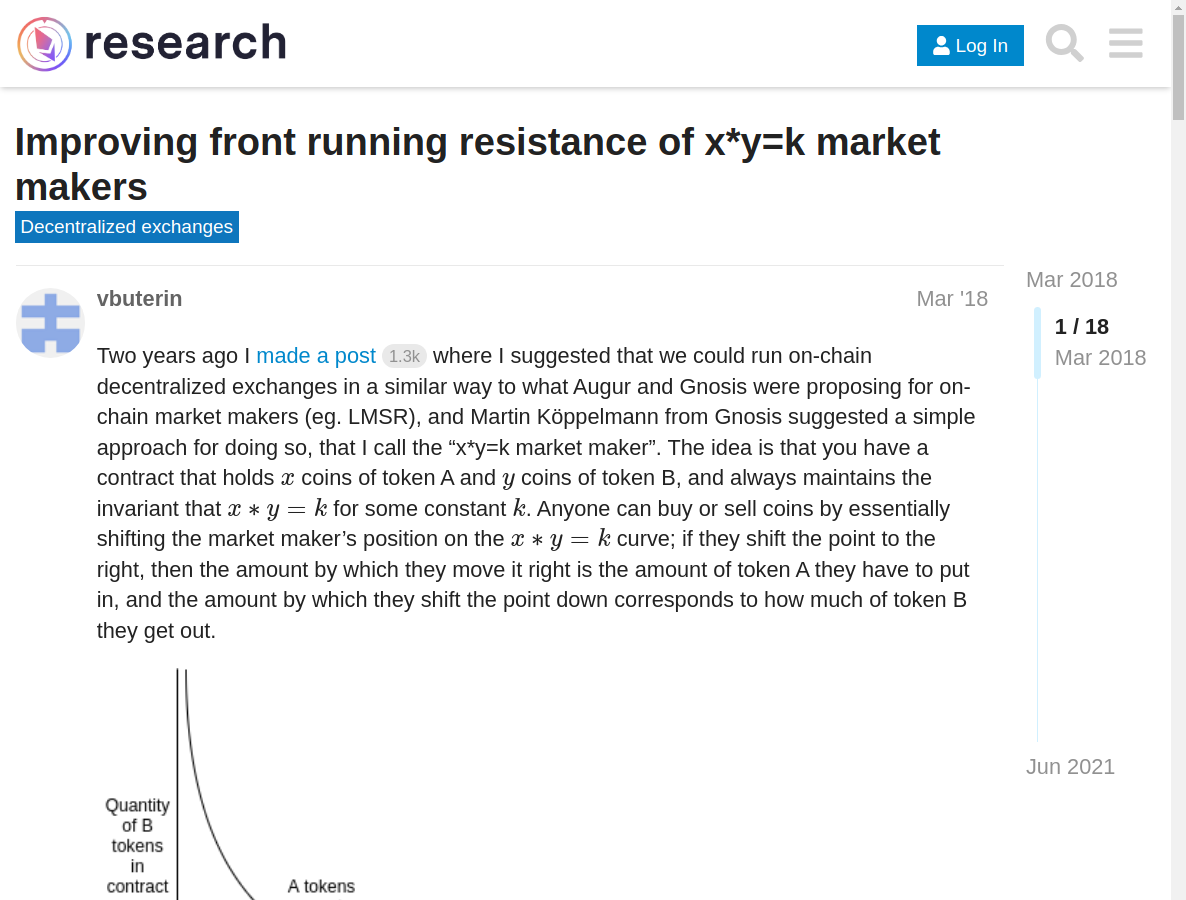 research
Log In
Improving front running resistance of x*y=k market
makers
Decentralized exchanges
vbuterin
Mar '18
Two years ago I made a post 1.3k where I suggested that we could run on-chain
decentralized exchanges in a similar way to what Augur and Gnosis were proposing for on-
chain market makers (eg. LMSR), and Martin Köppelmann from Gnosis suggested a simple
approach for doing so, that I call the “x*y=k market maker”. The idea is that you have a
contract that holds x coins of token A and y coins of token B, and always maintains the
invariant that x ∗ y = k for some constant k. Anyone can buy or sell coins by essentially
shifting the market maker’s position on the x ∗ y = k curve; if they shift the point to the
right, then the amount by which they move it right is the amount of token A they have to put
in, and the amount by which they shift the point down corresponds to how much of token B
they get out.
Quantity
of B
tokens
in
contract
A tokens
Mar 2018
1 / 18
Mar 2018
Jun 2021